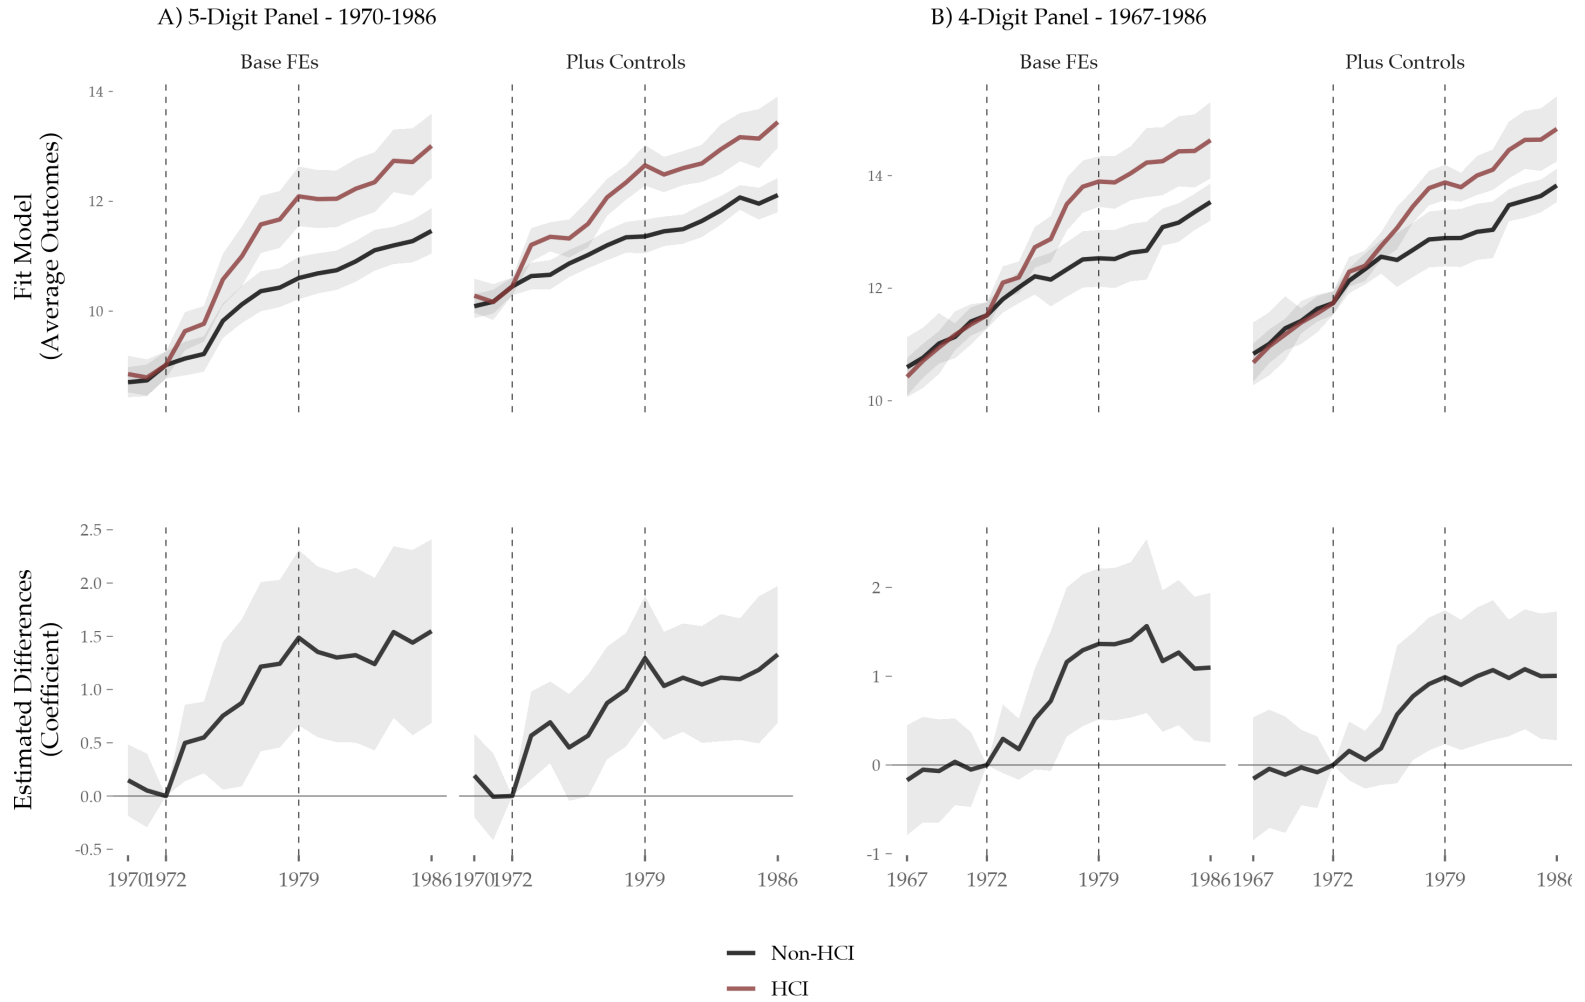 A) 5-Digit Panel - 1970-1986
B) 4-Digit Panel - 1967-1986
Base FEs
Plus Controls
Base FEs
Plus Controls
Fit Model
(Average Outcomes)
14
12
10
14
12
10
Estimated Differences
(Coefficient)
2.5
2.0
1.5
1.0
0.5
0.0
-0.5
2
1
0
-1
1970 1972 1979 1986 1970 1972 1979 1986
1967 1972 1979 1986 1967 1972 1979 1986
Non-HCI
HCI